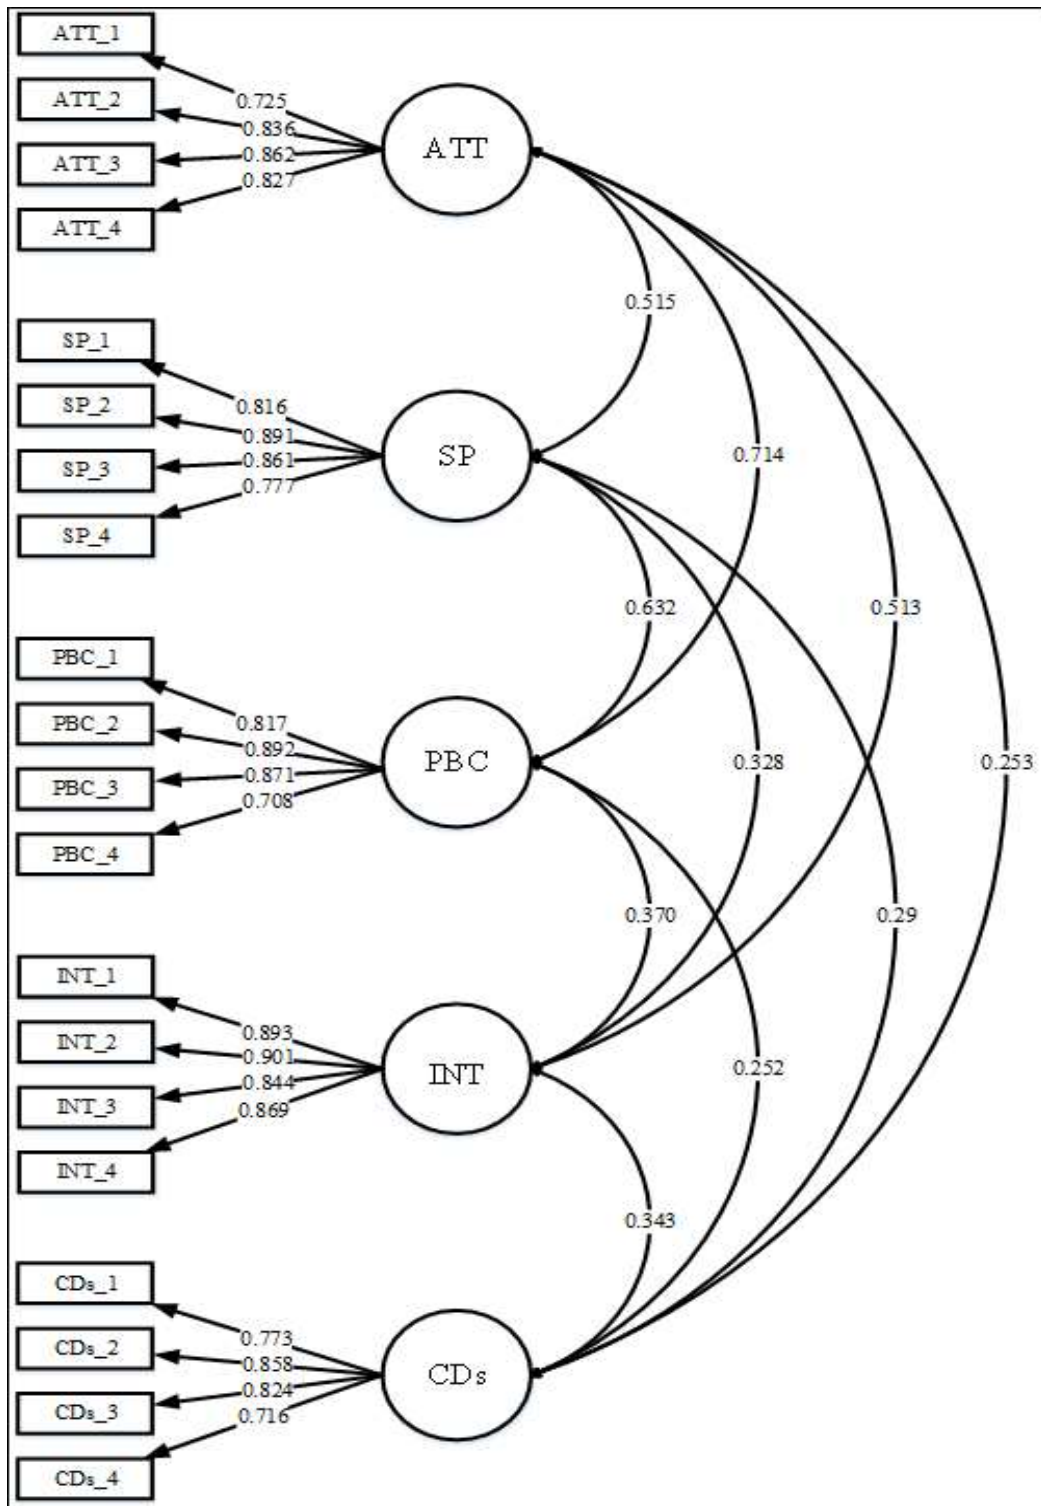 ATT_1
ATT_2
ATT_3
ATT_4
0.725
0.836
0.862
0.827
ATT
SP_1
SP_2
SP_3
SP_4
0.816
0.891
0.861
0.777
SP
PBC_1
PBC_2
PBC_3
PBC_4
0.817
0.892
0.871
0.708
PBC
INT_1
INT_2
INT_3
INT_4
0.893
0.901
0.844
0.869
INT
CDs_1
CDs_2
CDs_3
CDs_4
0.773
0.858
0.824
0.716
CDs
0.515
0.714
0.632
0.513
0.328
0.253
0.370
0.29
0.252
0.343